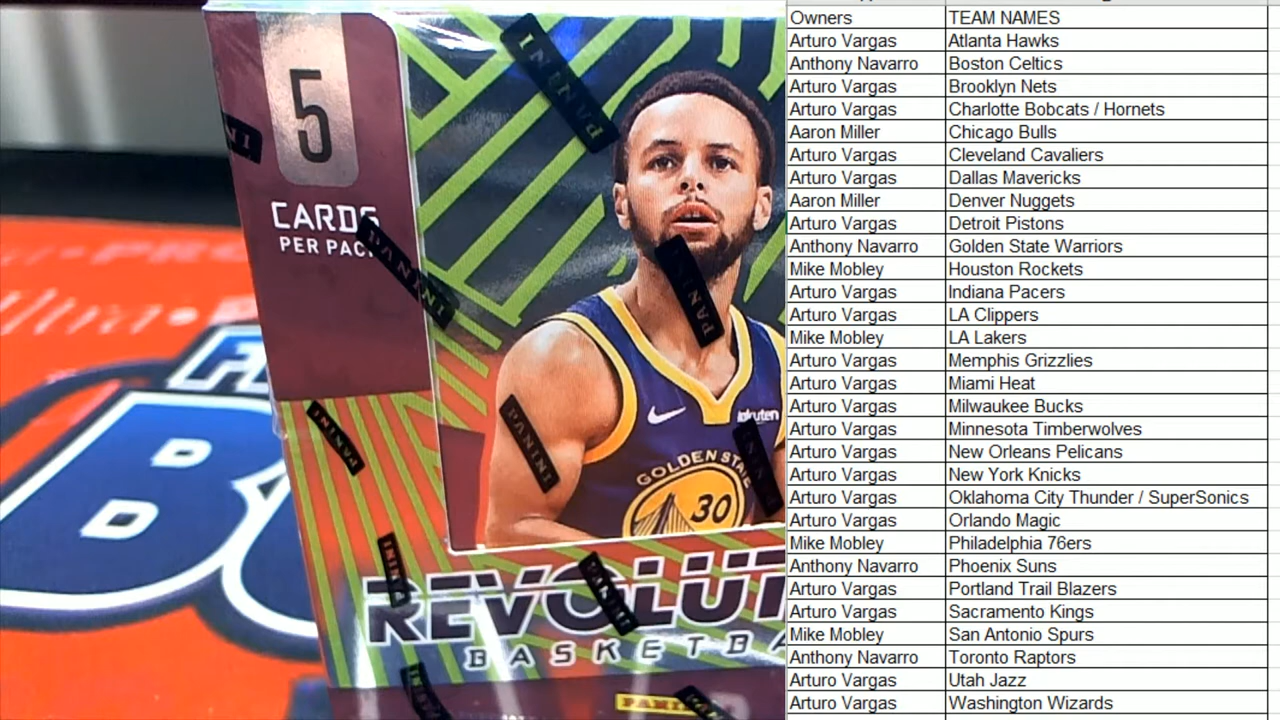 5
CARDS
PER PACK
PANINI
PANINI
PANINI
PANINI
PANINI
PANINI
PANINI
Rakuten
GOLDEN STATE
30
REVOLUT
BASKETBA
PANINI
Owners TEAM NAMES
Arturo Vargas Atlanta Hawks
Anthony Navarro Boston Celtics
Arturo Vargas Brooklyn Nets
Arturo Vargas Charlotte Bobcats / Hornets
Aaron Miller Chicago Bulls
Arturo Vargas Cleveland Cavaliers
Arturo Vargas Dallas Mavericks
Aaron Miller Denver Nuggets
Arturo Vargas Detroit Pistons
Anthony Navarro Golden State Warriors
Mike Mobley Houston Rockets
Arturo Vargas Indiana Pacers
Arturo Vargas LA Clippers
Mike Mobley LA Lakers
Arturo Vargas Memphis Grizzlies
Arturo Vargas Miami Heat
Arturo Vargas Milwaukee Bucks
Arturo Vargas Minnesota Timberwolves
Arturo Vargas New Orleans Pelicans
Arturo Vargas New York Knicks
Arturo Vargas Oklahoma City Thunder / SuperSonics
Arturo Vargas Orlando Magic
Mike Mobley Philadelphia 76ers
Anthony Navarro Phoenix Suns
Arturo Vargas Portland Trail Blazers
Arturo Vargas Sacramento Kings
Mike Mobley San Antonio Spurs
Anthony Navarro Toronto Raptors
Arturo Vargas Utah Jazz
Arturo Vargas Washington Wizards